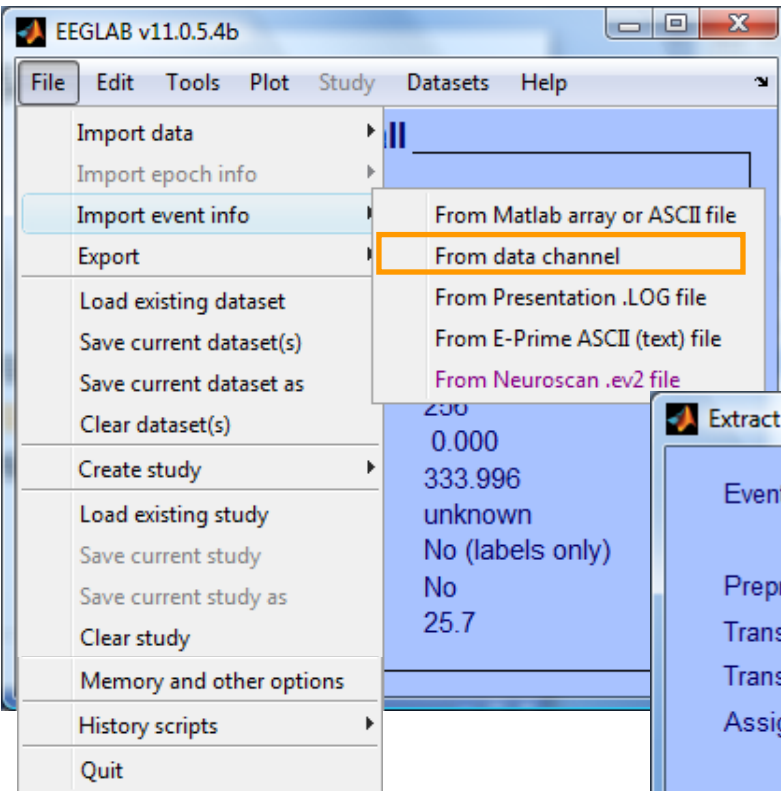 EEGLAB v11.0.5.4b
File Edit Tools Plot Study Datasets Help
Import data
Import epoch info
Import event info
Export
Load existing dataset
Save current dataset(s)
Save current dataset as
Clear dataset(s)
Create study
Load existing study
Save current study
Save current study as
Clear study
Memory and other options
History scripts
Quit
From Matlab array or ASCII file
From data channel
From Presentation .LOG file
From E-Prime ASCII (text) file
From Neuroscan .ev2 file
256
0.000
333.996
unknown
No (labels only)
No
25.7
Extract